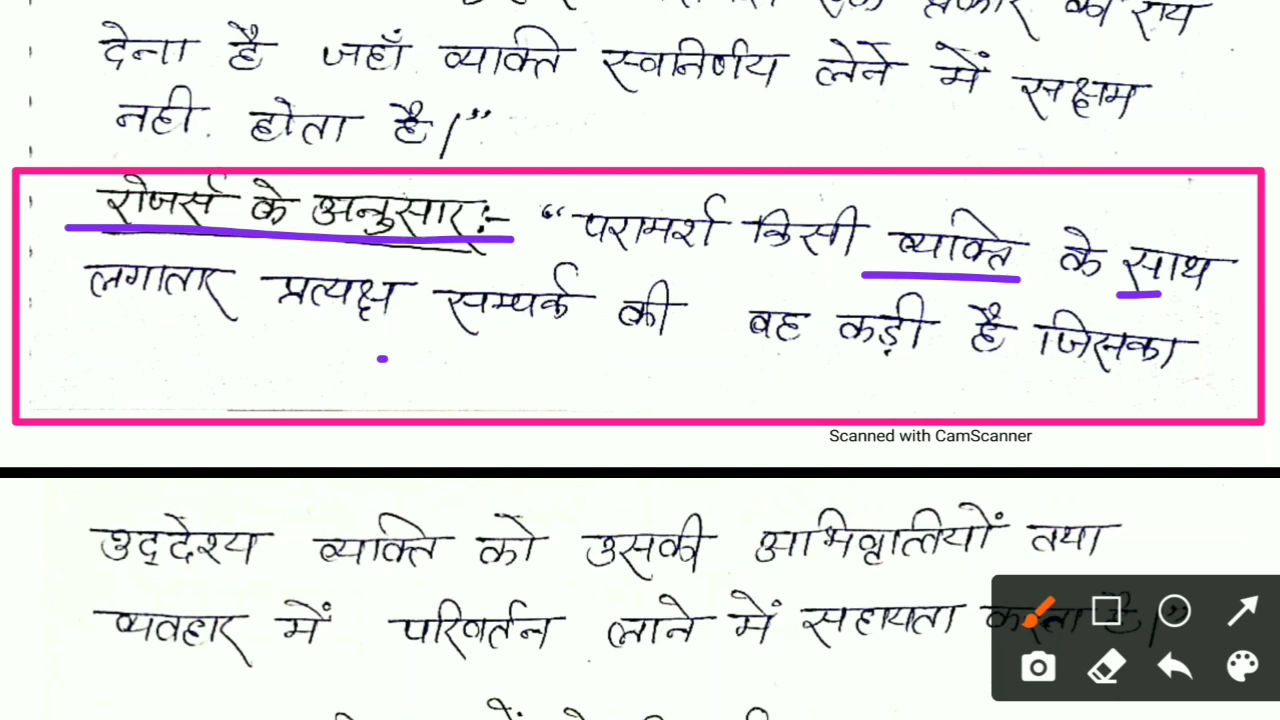 की राय
देना है जहाँ व्यक्ति स्वनिर्णय लेने में सक्षम
नही होता है।”
रोजर्स के अनुसार:- “परामर्श किसी व्यक्ति के साथ
लगातार प्रत्यक्ष सम्पर्क की वह कड़ी है जिसका
Scanned with CamScanner
उद्देश्य व्यक्ति को उसकी अभिवृत्तियों तथा
व्यवहार में परिवर्तन लाने में सहायता करता है।”